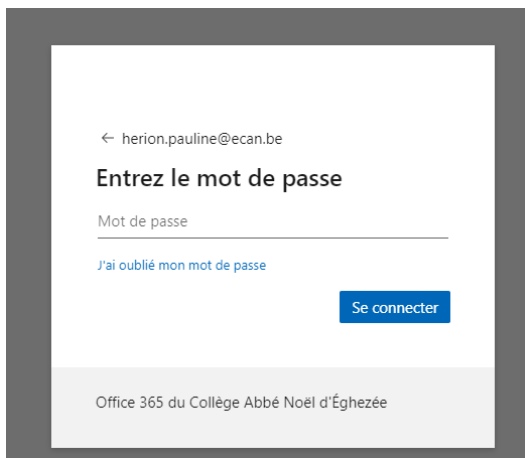 ← herion.pauline@ecan.be
Entrez le mot de passe
Mot de passe
J'ai oublié mon mot de passe
Se connecter
Office 365 du Collège Abbé Noël d'Éghezée